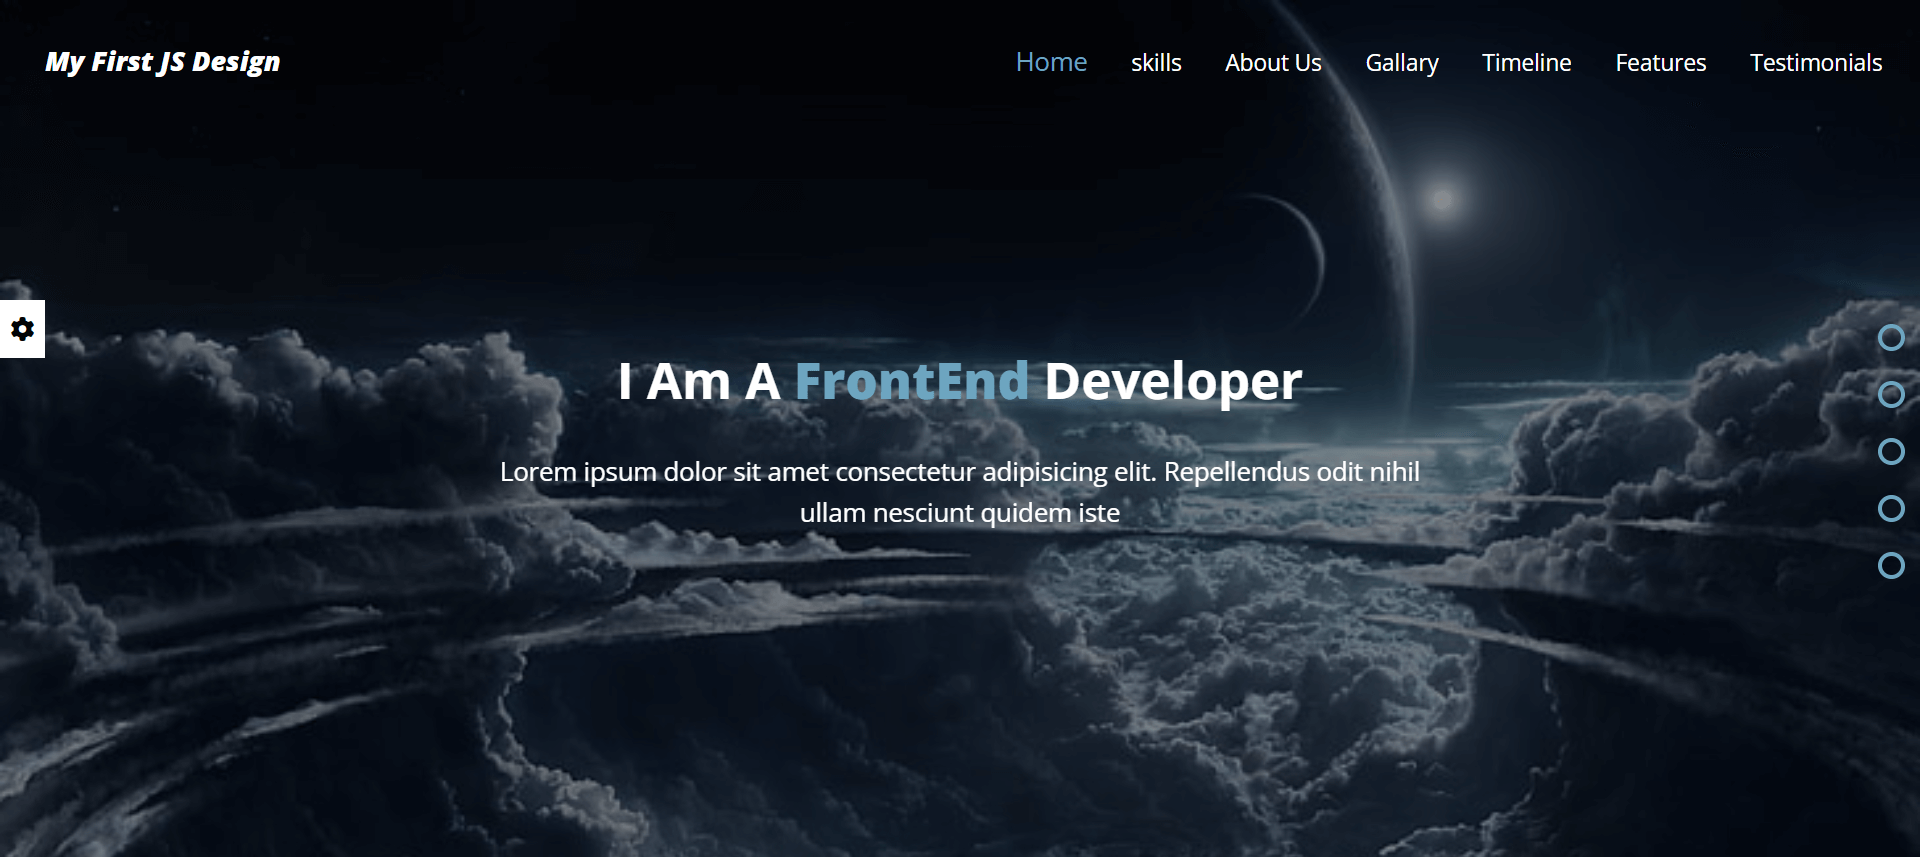 My First JS Design
Home skills About Us Gallary Timeline Features Testimonials
I Am A FrontEnd Developer
Lorem ipsum dolor sit amet consectetur adipisicing elit. Repellendus odit nihil
ullam nesciunt quidem iste